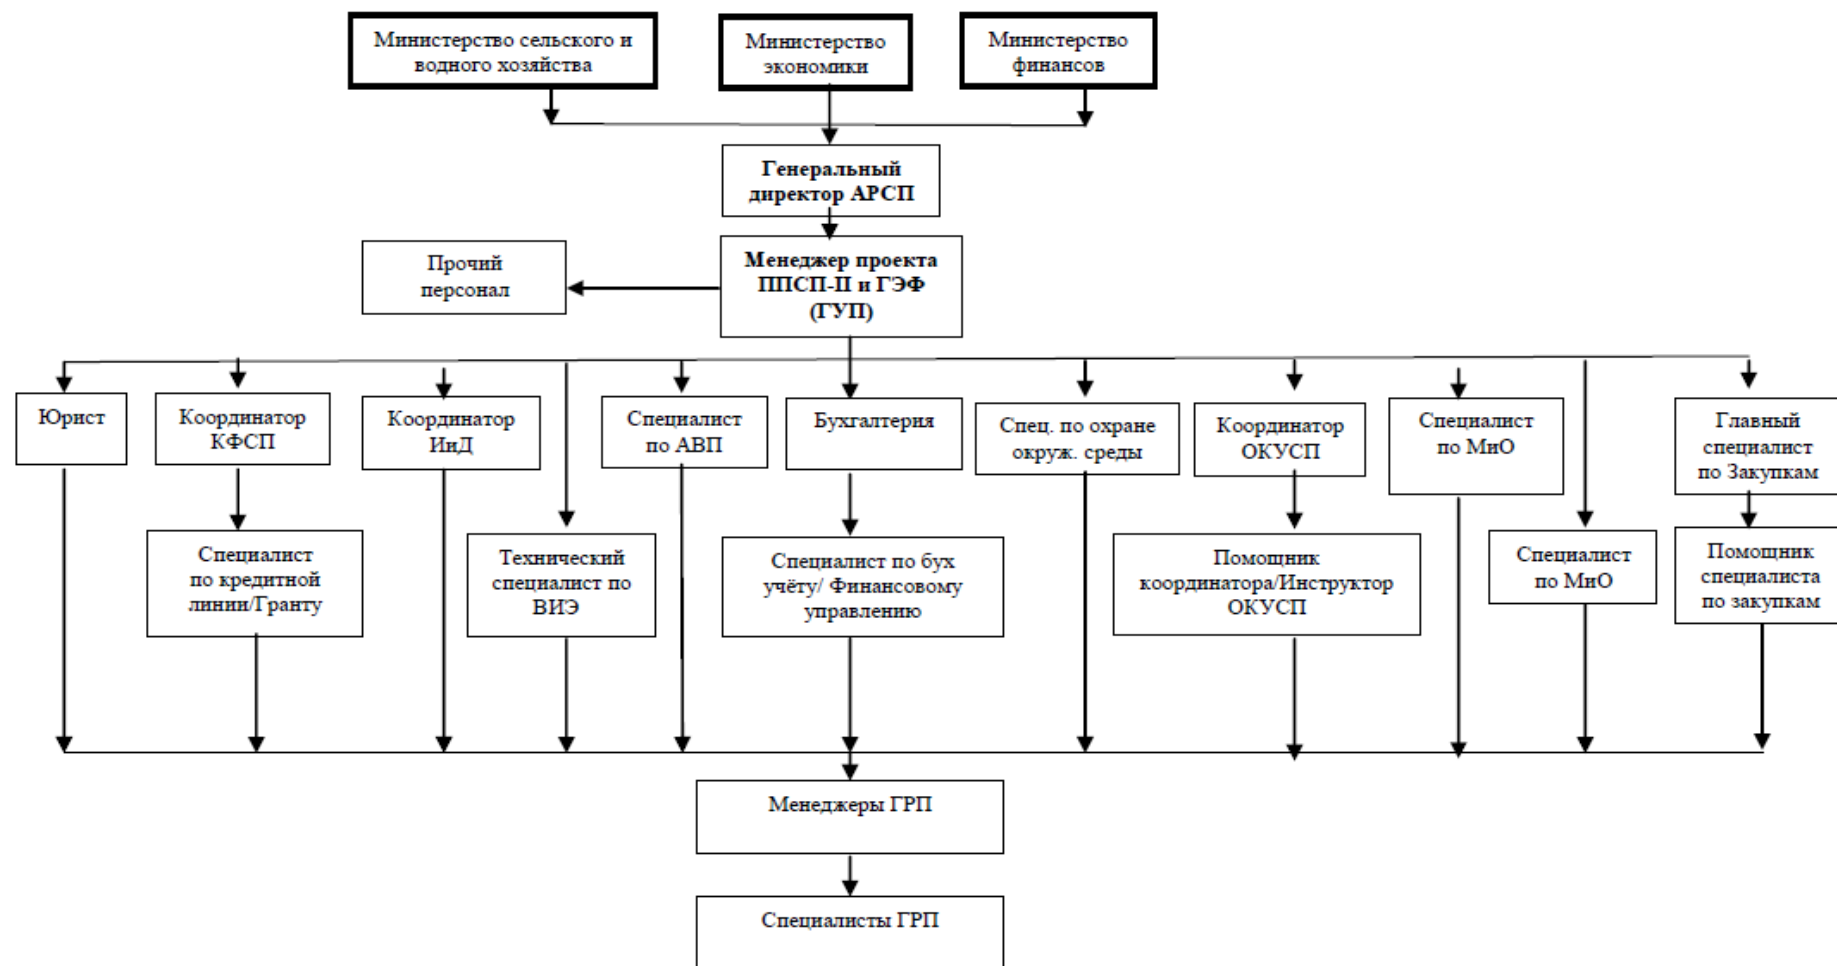 Министерство сельского и
водного хозяйства
Министерство
экономики
Министерство
финансов
Генеральный
директор АРСП
Прочий
персонал
Менеджер проекта
ППСП-II и ГЭФ
(ГУП)
Юрист
Координатор
КФСП
Координатор
ИиД
Специалист
по АВП
Бухгалтерия
Спец. по охране
окруж. среды
Координатор
ОКУСП
Специалист
по МиО
Главный
специалист
по Закупкам
Специалист
по кредитной
линии/Гранту
Технический
специалист по
ВИЭ
Специалист по бух
учёту/ Финансовому
управлению
Помощник
координатора/Инструктор
ОКУСП
Специалист
по МиО
Помощник
специалиста
по закупкам
Менеджеры ГРП
Специалисты ГРП